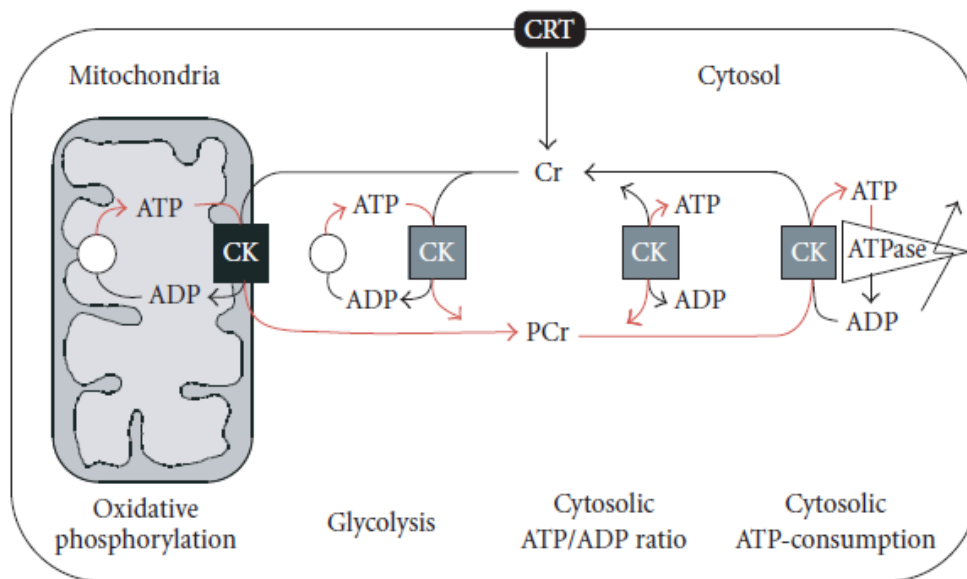 CRT
Mitochondria
Cytosol
Cr
ATP
ATP
ATP
ATP
CK
CK
CK
CK
ATPase
ADP
ADP
ADP
ADP
PCr
Oxidative
phosphorylation
Glycolysis
Cytosolic
ATP/ADP ratio
Cytosolic
ATP-consumption